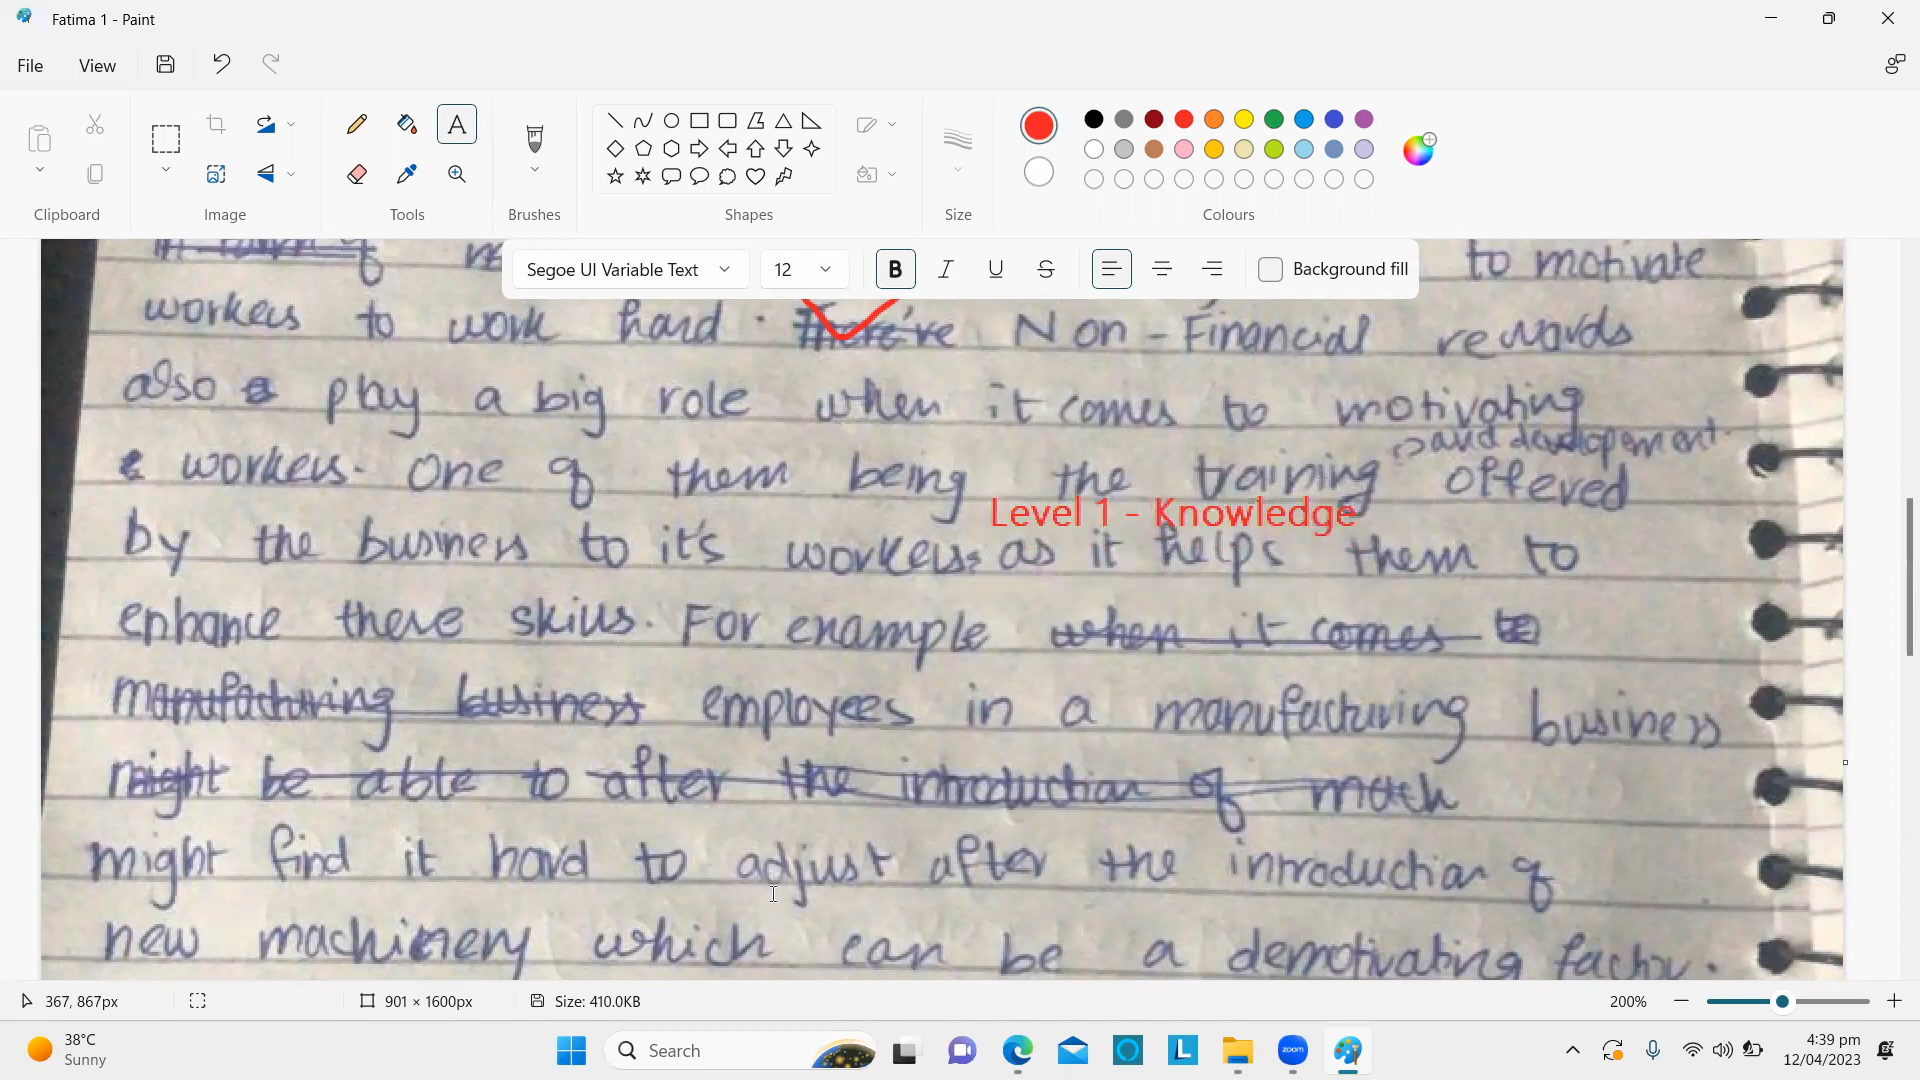 Fatima 1 - Paint
File View
Clipboard Image Tools Brushes Shapes Size Colours
Segoe UI Variable Text 12 B I U S Background fill
In town of to motivate
workers to work hard. There're Non-Financial rewards
also a play a big role when it comes to motivating
and developement.
workers. One of them being the training offered
Level 1 - Knowledge
by the business to it's workers: as it helps them to
enhance there skills. For example when it comes to
manufacturing business employees in a manufacturing business
might be able to after the introduction of mach
might find it hard to adjust after the introduction of
new machinery which can be a demotivating factor.
367, 867px 901 × 1600px Size: 410.0KB 200%
38°C
Sunny
Search
zoom
4:39 pm
12/04/2023